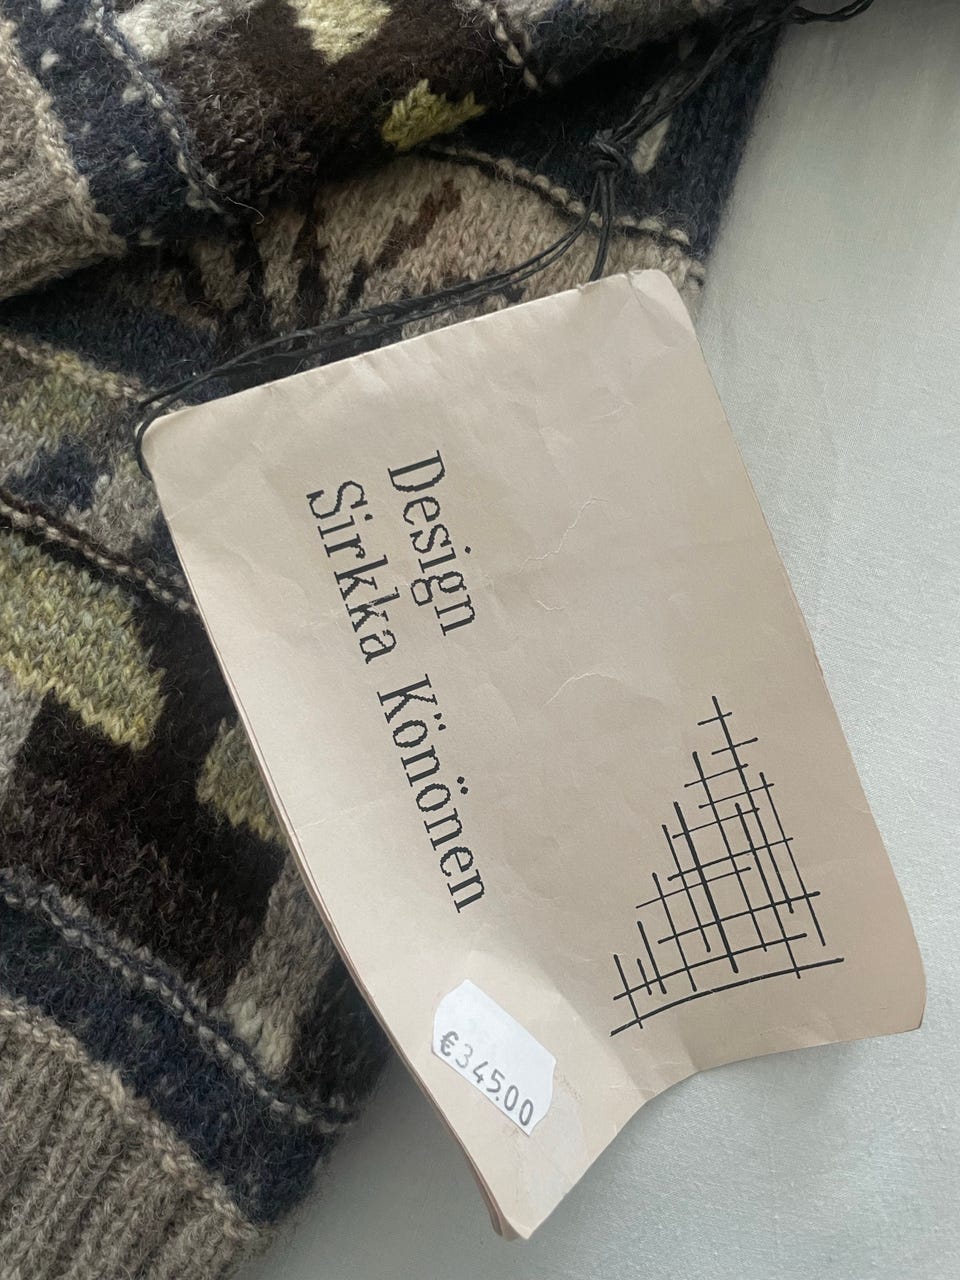 Design
Sirkka Könönen
€345.00